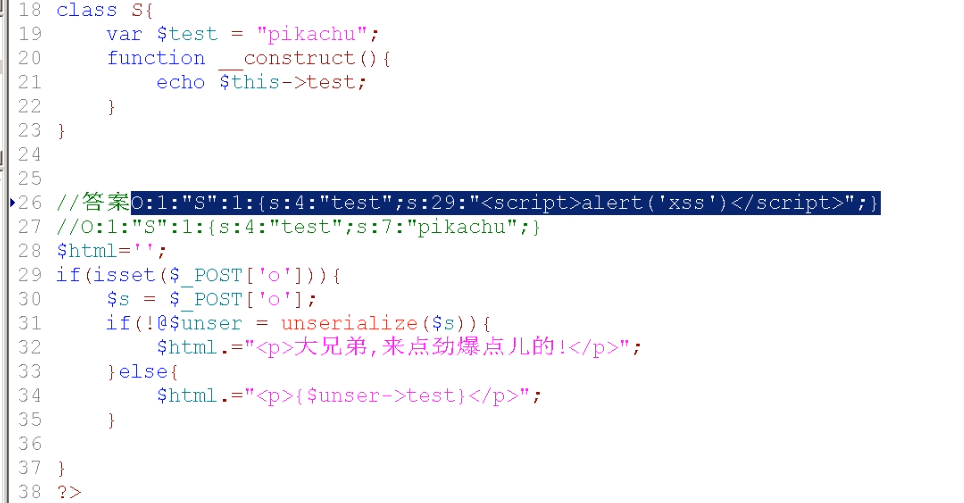 18 class S{
19     var $test = "pikachu";
20     function __construct(){
21         echo $this->test;
22     }
23 }
24
25
26 //答案O:1:"S":1:{s:4:"test";s:29:"<script>alert('xss')</script>";}
27 //O:1:"S":1:{s:4:"test";s:7:"pikachu";}
28 $html='';
29 if(isset($_POST['o'])){
30     $s = $_POST['o'];
31     if(!@$unser = unserialize($s)){
32         $html.="<p>大兄弟,来点劲爆点儿的!</p>";
33     }else{
34         $html.="<p>{$unser->test}</p>";
35     }
36
37 }
38 ?>